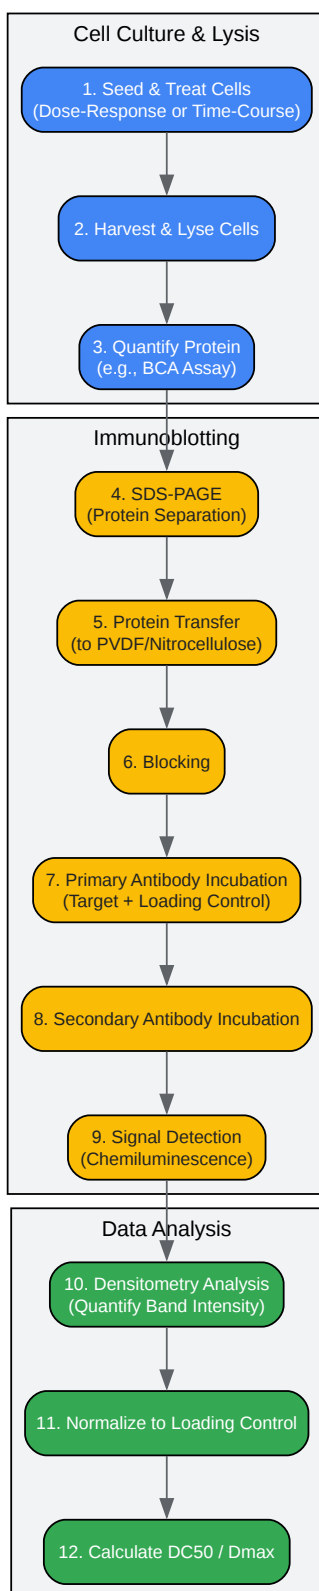 Cell Culture & Lysis
1. Seed & Treat Cells
(Dose-Response or Time-Course)
2. Harvest & Lyse Cells
3. Quantify Protein
(e.g., BCA Assay)
Immunoblotting
4. SDS-PAGE
(Protein Separation)
5. Protein Transfer
(to PVDF/Nitrocellulose)
6. Blocking
7. Primary Antibody Incubation
(Target + Loading Control)
8. Secondary Antibody Incubation
9. Signal Detection
(Chemiluminescence)
Data Analysis
10. Densitometry Analysis
(Quantify Band Intensity)
11. Normalize to Loading Control
12. Calculate DC50 / Dmax